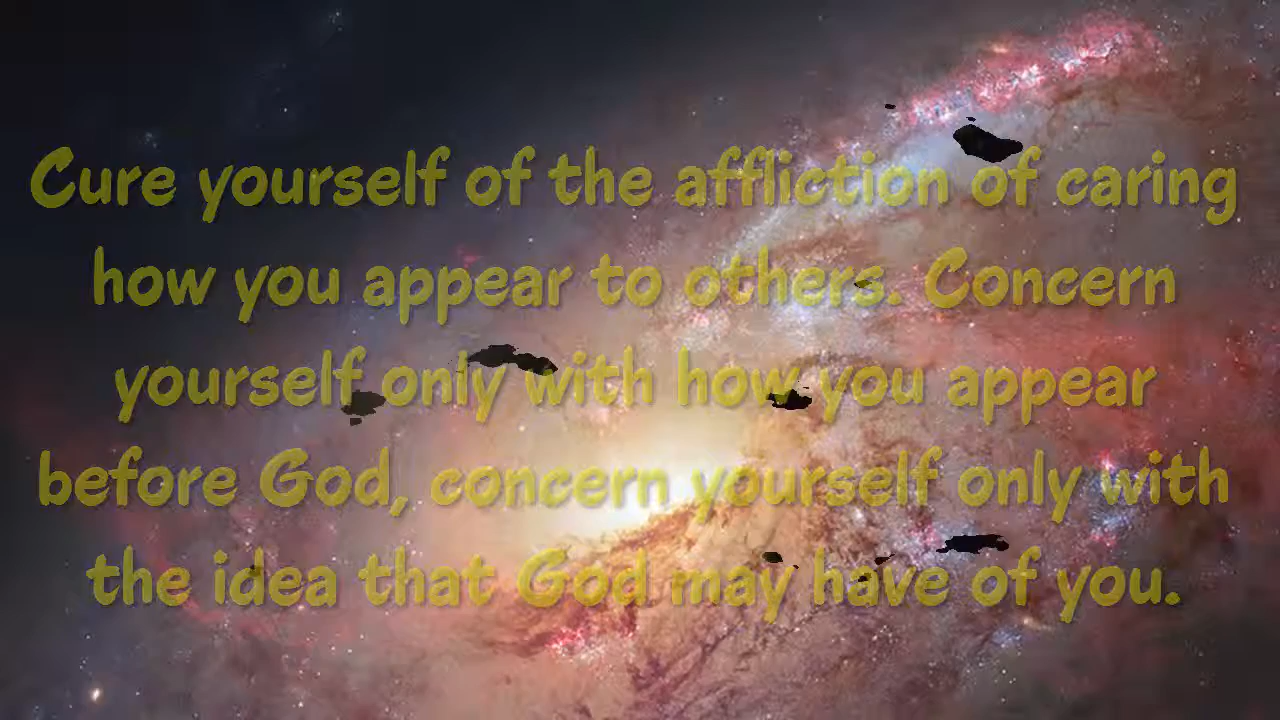 Cure yourself of the affliction of caring
how you appear to others. Concern
yourself only with how you appear
before God, concern yourself only with
the idea that God may have of you.